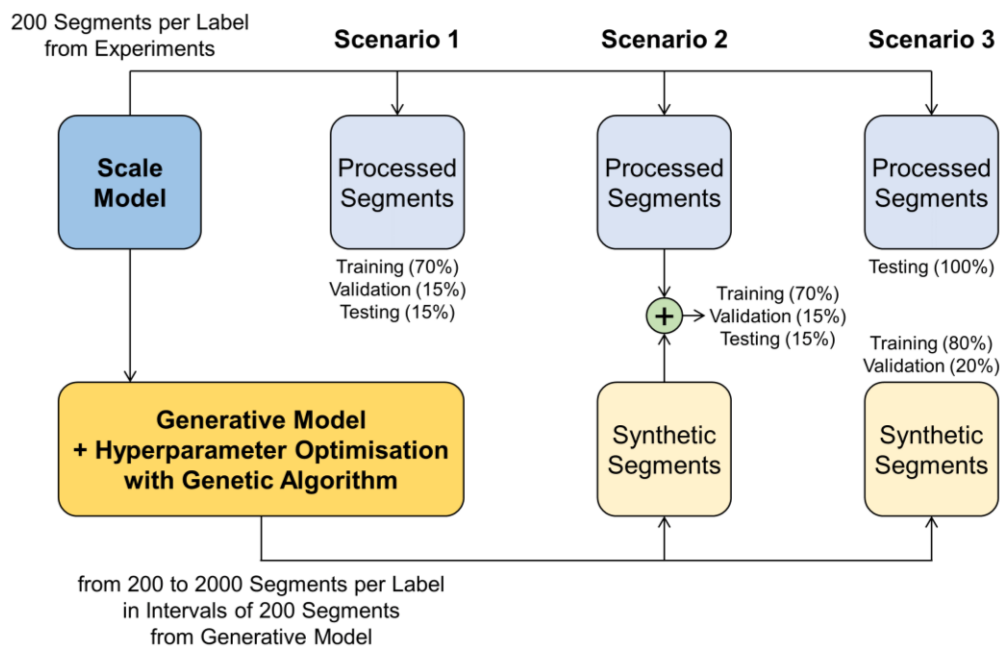 200 Segments per Label
from Experiments
Scenario 1
Scenario 2
Scenario 3
Scale
Model
Processed
Segments
Processed
Segments
Processed
Segments
Training (70%)
Validation (15%)
Testing (15%)
+
Training (70%)
Validation (15%)
Testing (15%)
Testing (100%)
Training (80%)
Validation (20%)
Generative Model
+ Hyperparameter Optimisation
with Genetic Algorithm
Synthetic
Segments
Synthetic
Segments
from 200 to 2000 Segments per Label
in Intervals of 200 Segments
from Generative Model